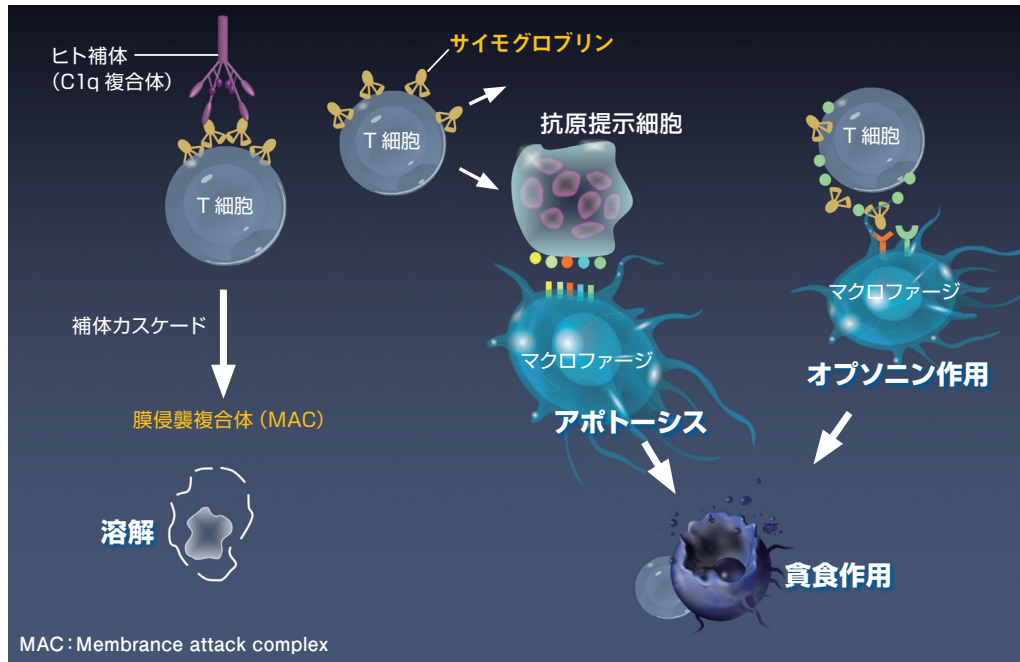 ヒト補体
(C1q 複合体)
サイモグロブリン
T 細胞
T 細胞
T 細胞
抗原提示細胞
補体カスケード
マクロファージ
マクロファージ
オプソニン作用
アポトーシス
膜侵襲複合体(MAC)
溶解
貪食作用
MAC:Membrance attack complex